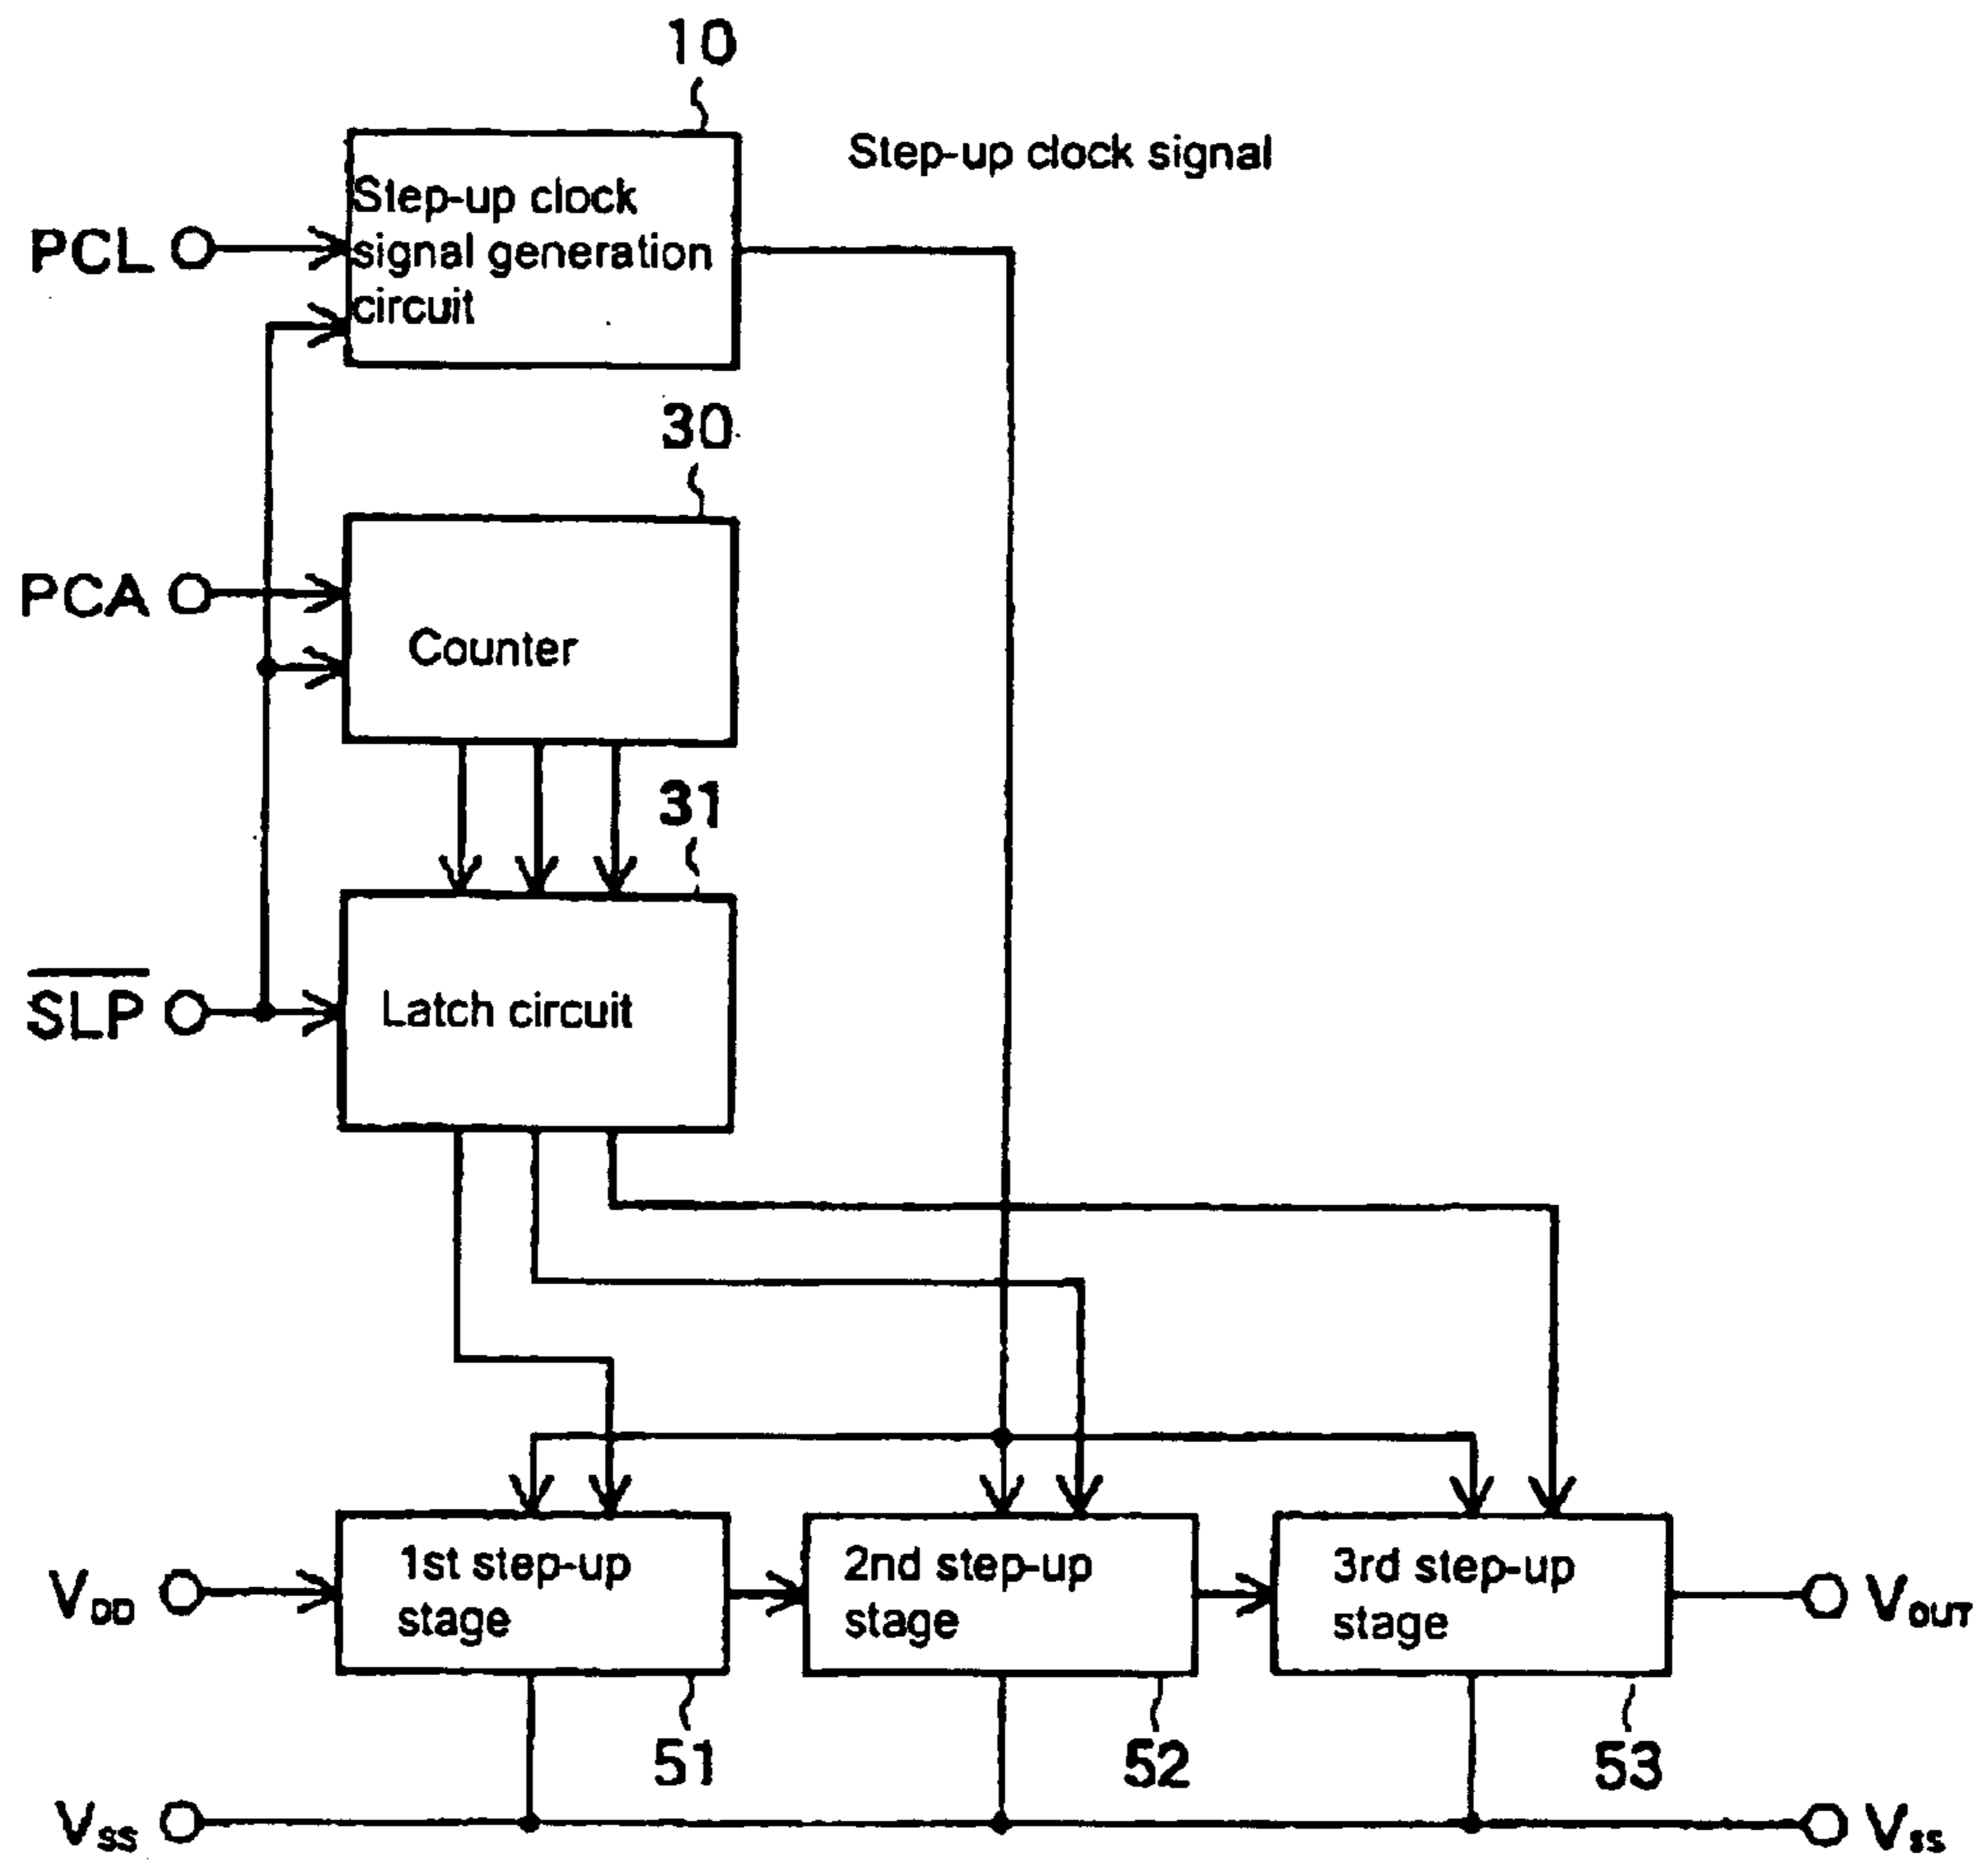 10
Step-up clock signal
Step-up clock
signal generation
circuit
PCL
30
PCA
Counter
31
S̅L̅P̅
Latch circuit
1st step-up
stage
2nd step-up
stage
3rd step-up
stage
VDD
VOUT
51
52
53
VSS
VSS